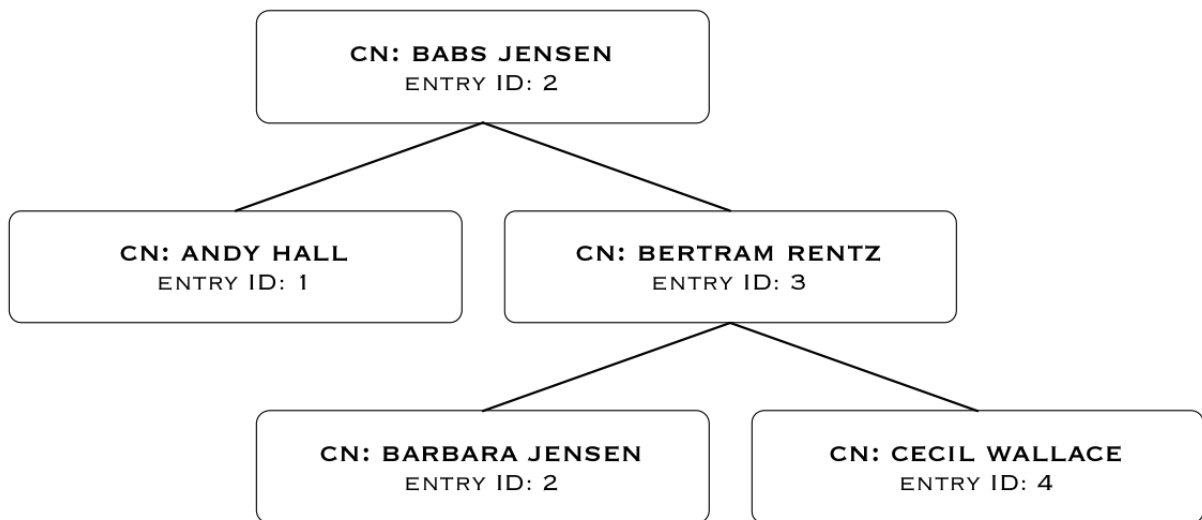 CN: BABS JENSEN
ENTRY ID: 2
CN: ANDY HALL
ENTRY ID: 1
CN: BERTRAM RENTZ
ENTRY ID: 3
CN: BARBARA JENSEN
ENTRY ID: 2
CN: CECIL WALLACE
ENTRY ID: 4